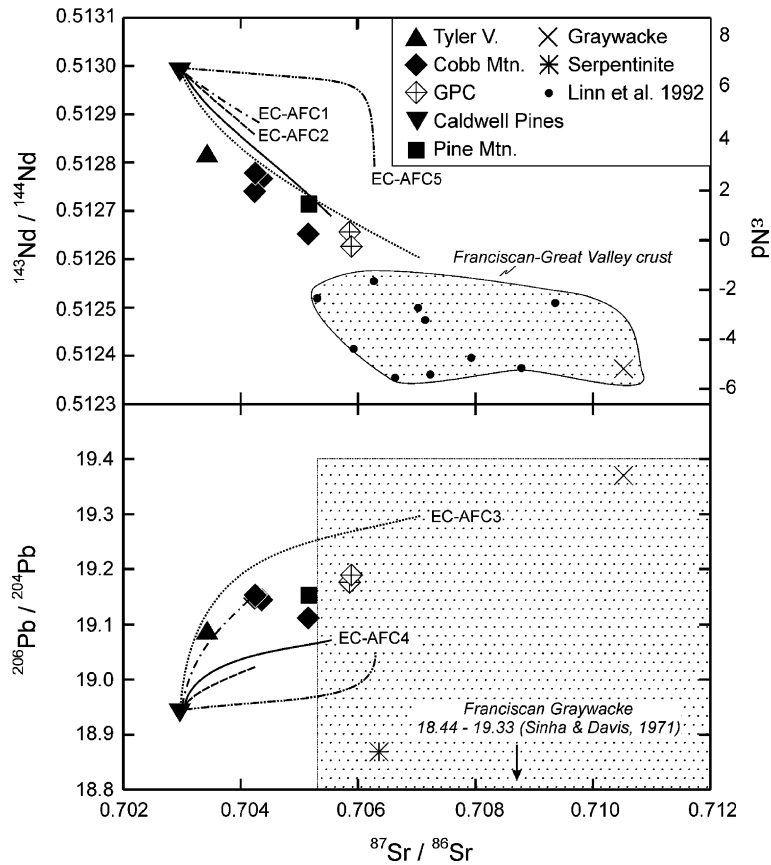 0.5131
0.5130
0.5129
0.5128
0.5127
0.5126
0.5125
0.5124
0.5123
143Nd / 144Nd
8
6
4
2
0
-2
-4
-6
εNd
Tyler V.
Cobb Mtn.
GPC
Caldwell Pines
Pine Mtn.
Graywacke
Serpentinite
Linn et al. 1992
EC-AFC1
EC-AFC2
EC-AFC5
Franciscan-Great Valley crust
19.4
19.3
19.2
19.1
19.0
18.9
18.8
206Pb / 204Pb
EC-AFC3
EC-AFC4
Franciscan Graywacke
18.44 - 19.33 (Sinha & Davis, 1971)
0.702
0.704
0.706
0.708
0.710
0.712
87Sr / 86Sr